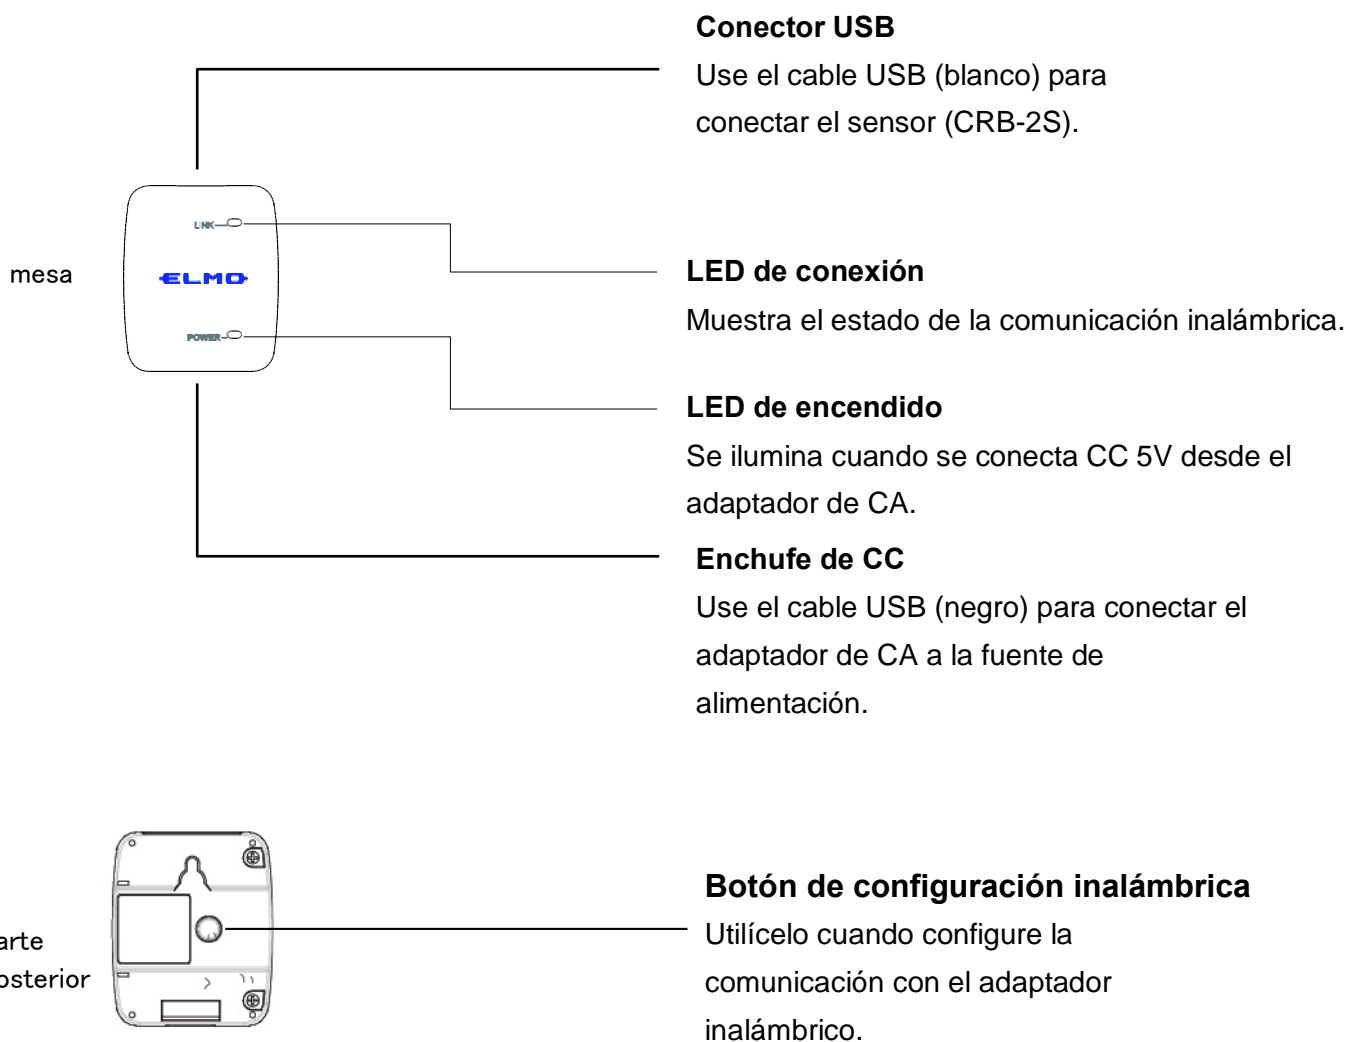 Conector USB
Use el cable USB (blanco) para
conectar el sensor (CRB-2S).
LINK
mesa
ELMO
LED de conexión
Muestra el estado de la comunicación inalámbrica.
POWER
LED de encendido
Se ilumina cuando se conecta CC 5V desde el
adaptador de CA.
Enchufe de CC
Use el cable USB (negro) para conectar el
adaptador de CA a la fuente de
alimentación.
Botón de configuración inalámbrica
arte
osterior
Utilícelo cuando configure la
comunicación con el adaptador
inalámbrico.